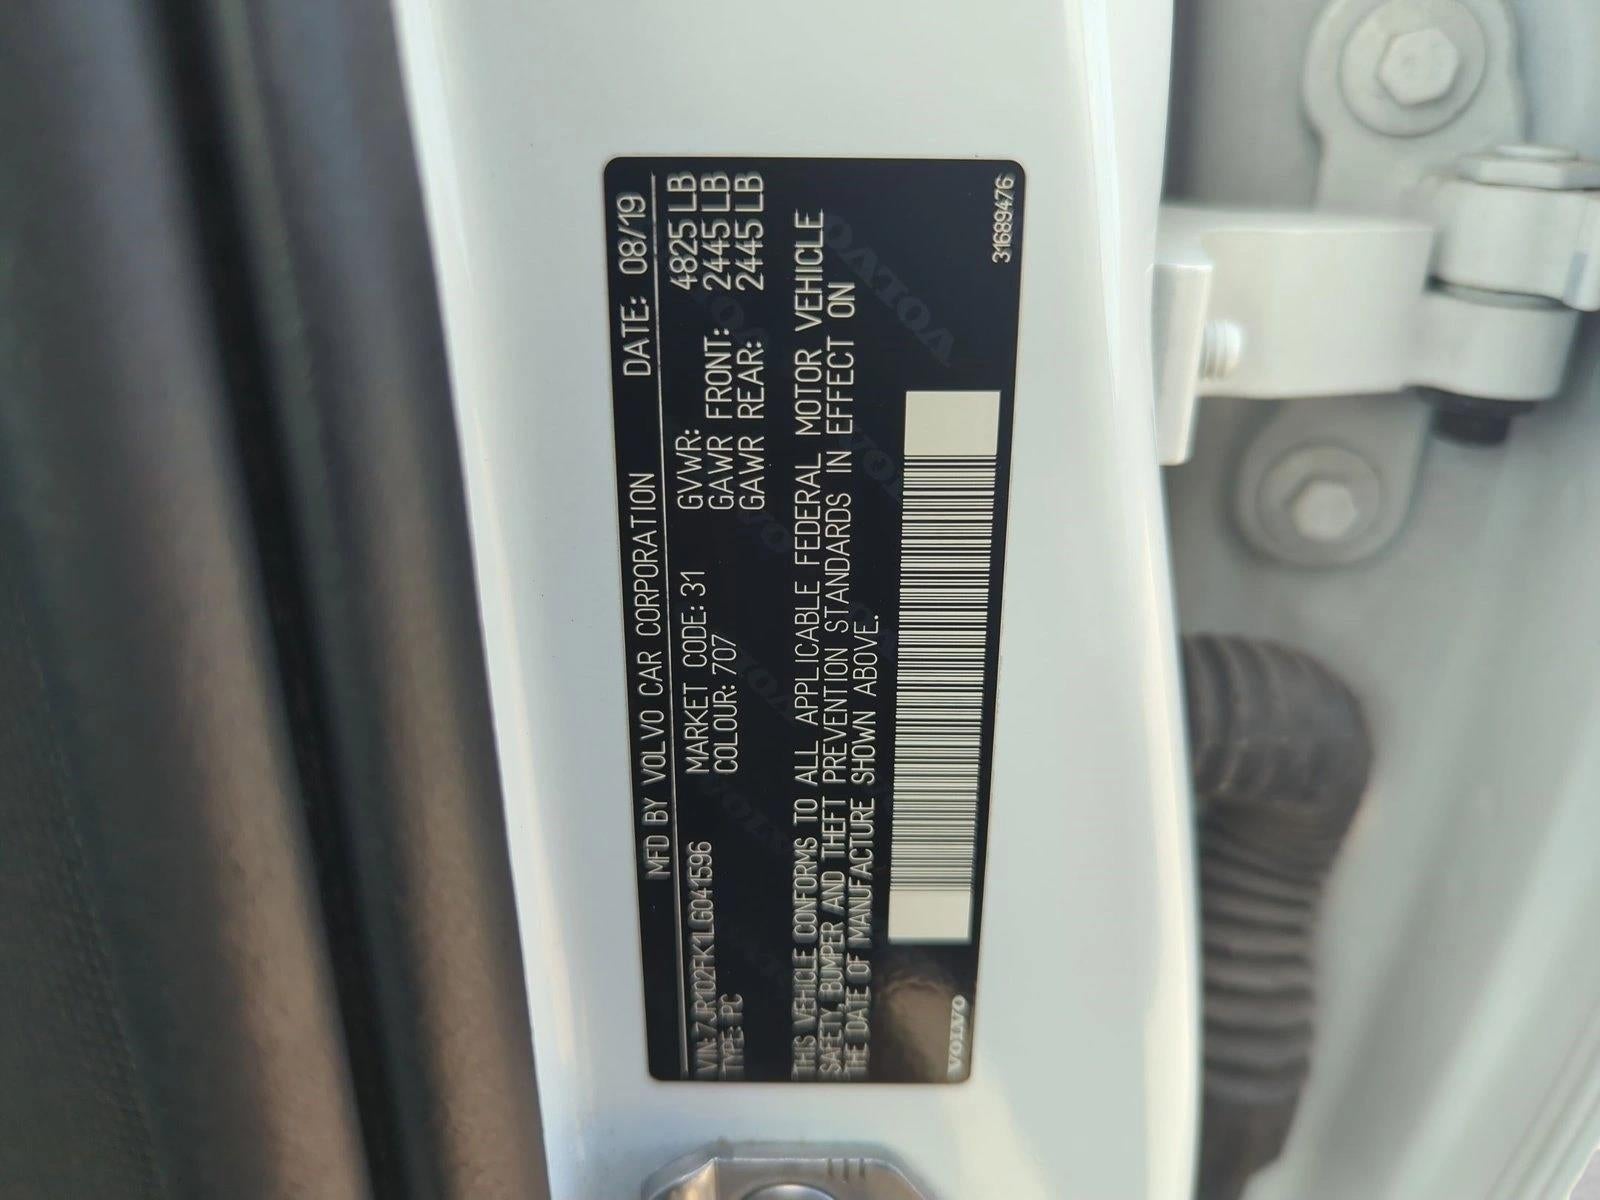 MFD BY VOLVO CAR CORPORATION DATE: 08/19
VIN: 7JR102FK1LG041596 MARKET CODE: 31 GVWR: 4825 LB
TYPE: PC COLOUR: 707 GAWR FRONT: 2445 LB
GAWR REAR: 2445 LB
THIS VEHICLE CONFORMS TO ALL APPLICABLE FEDERAL MOTOR VEHICLE
SAFETY, BUMPER AND THEFT PREVENTION STANDARDS IN EFFECT ON
THE DATE OF MANUFACTURE SHOWN ABOVE.
VOLVO
31689476